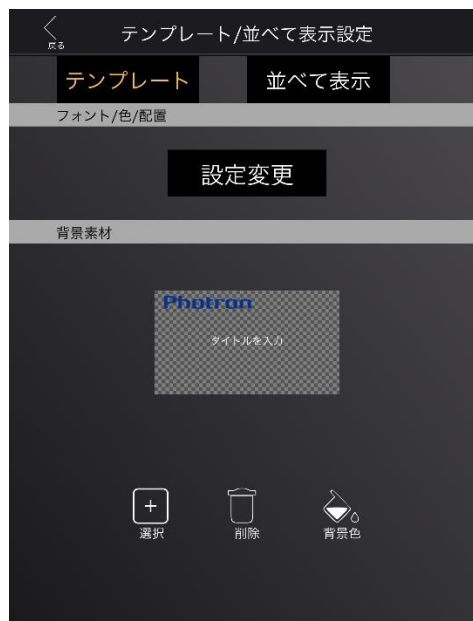 戻る
テンプレート/並べて表示設定
テンプレート
並べて表示
フォント/色/配置
設定変更
背景素材
Photron
タイトルを入力
選択
削除
背景色